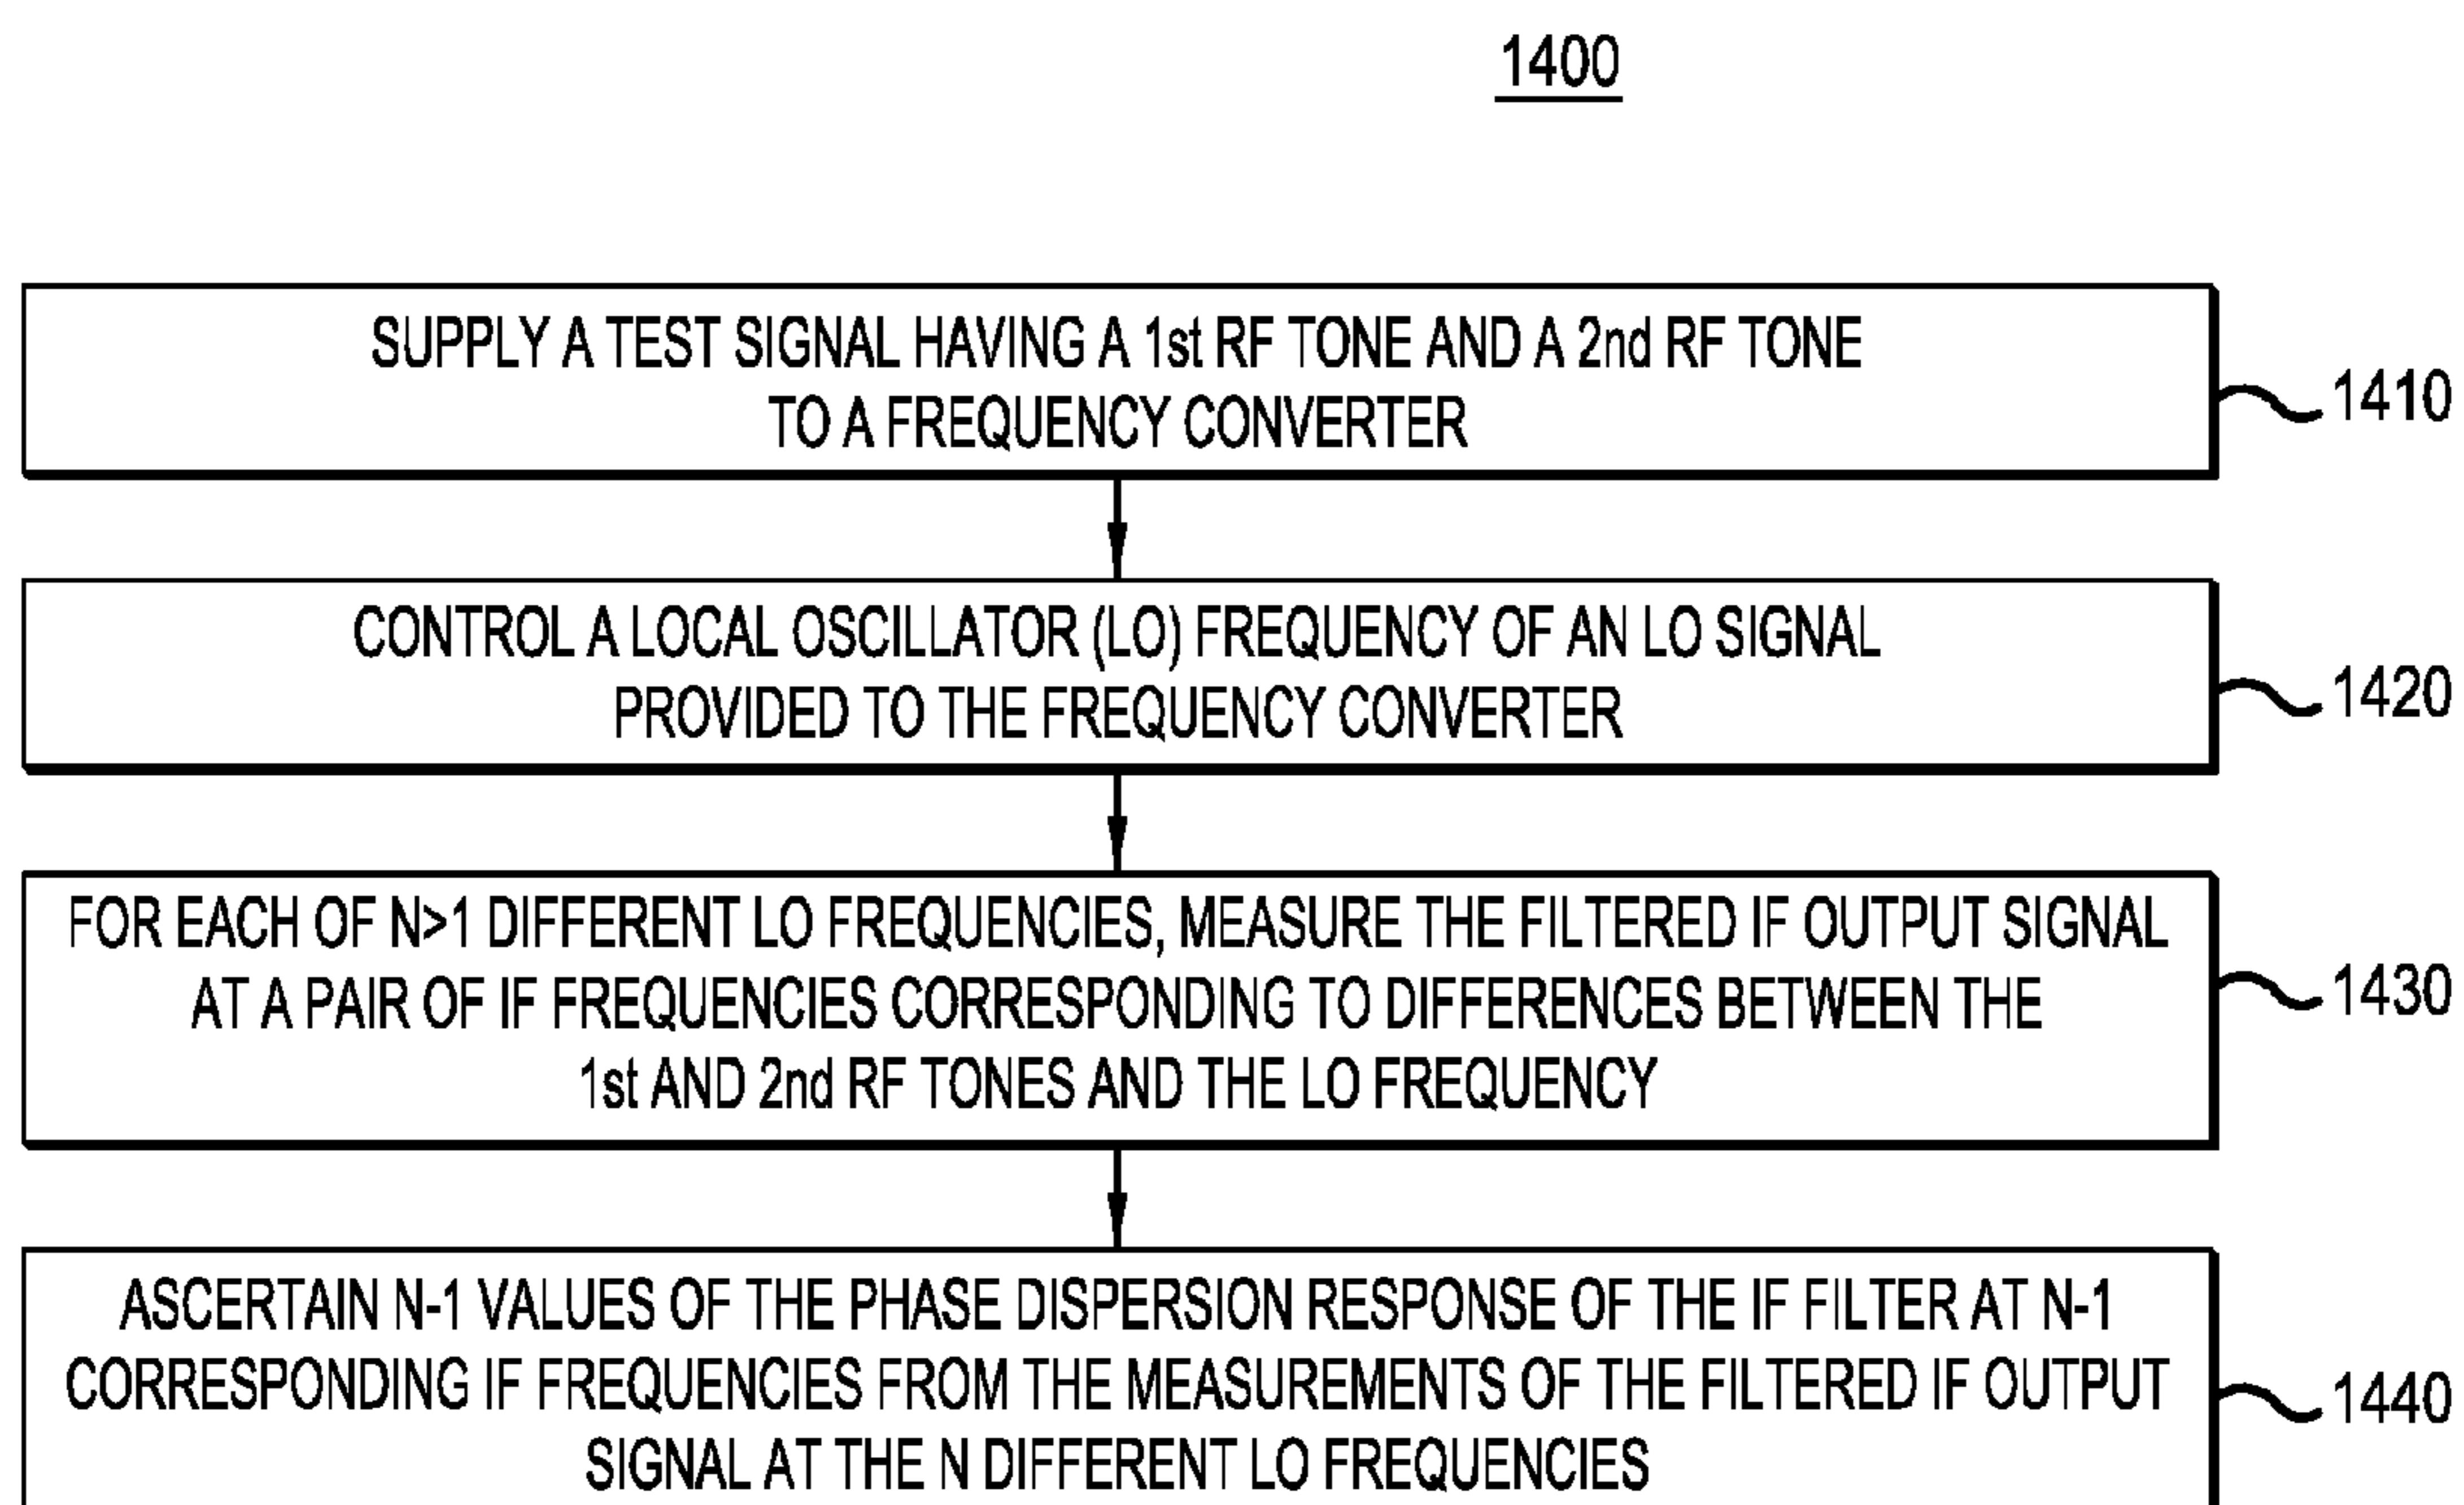 1400
SUPPLY A TEST SIGNAL HAVING A 1st RF TONE AND A 2nd RF TONE
TO A FREQUENCY CONVERTER
1410
CONTROL A LOCAL OSCILLATOR (LO) FREQUENCY OF AN LO SIGNAL
PROVIDED TO THE FREQUENCY CONVERTER
1420
FOR EACH OF N>1 DIFFERENT LO FREQUENCIES, MEASURE THE FILTERED IF OUTPUT SIGNAL
AT A PAIR OF IF FREQUENCIES CORRESPONDING TO DIFFERENCES BETWEEN THE
1st AND 2nd RF TONES AND THE LO FREQUENCY
1430
ASCERTAIN N-1 VALUES OF THE PHASE DISPERSION RESPONSE OF THE IF FILTER AT N-1
CORRESPONDING IF FREQUENCIES FROM THE MEASUREMENTS OF THE FILTERED IF OUTPUT
SIGNAL AT THE N DIFFERENT LO FREQUENCIES
1440